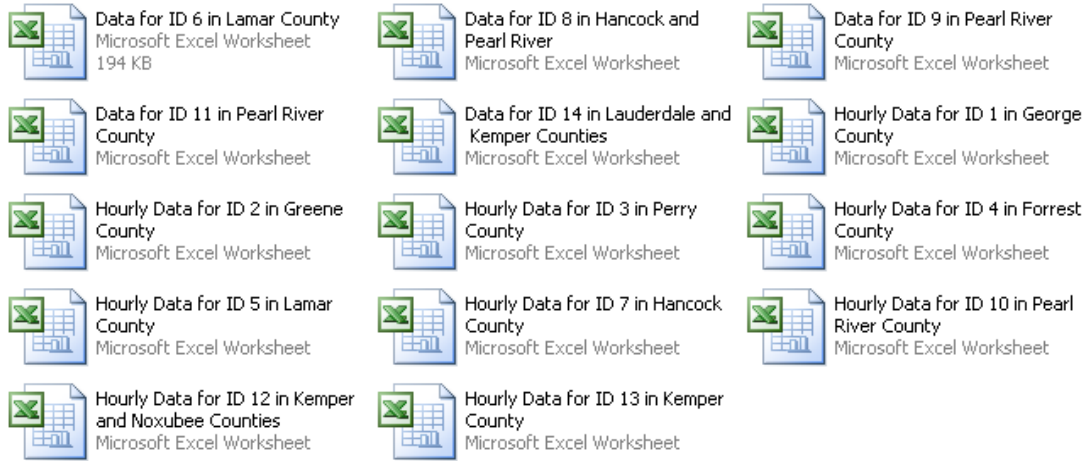 Data for ID 6 in Lamar County
Microsoft Excel Worksheet
194 KB
Data for ID 8 in Hancock and
Pearl River
Microsoft Excel Worksheet
Data for ID 9 in Pearl River
County
Microsoft Excel Worksheet
Data for ID 11 in Pearl River
County
Microsoft Excel Worksheet
Data for ID 14 in Lauderdale and
Kemper Counties
Microsoft Excel Worksheet
Hourly Data for ID 1 in George
County
Microsoft Excel Worksheet
Hourly Data for ID 2 in Greene
County
Microsoft Excel Worksheet
Hourly Data for ID 3 in Perry
County
Microsoft Excel Worksheet
Hourly Data for ID 4 in Forrest
County
Microsoft Excel Worksheet
Hourly Data for ID 5 in Lamar
County
Microsoft Excel Worksheet
Hourly Data for ID 7 in Hancock
County
Microsoft Excel Worksheet
Hourly Data for ID 10 in Pearl
River County
Microsoft Excel Worksheet
Hourly Data for ID 12 in Kemper
and Noxubee Counties
Microsoft Excel Worksheet
Hourly Data for ID 13 in Kemper
County
Microsoft Excel Worksheet